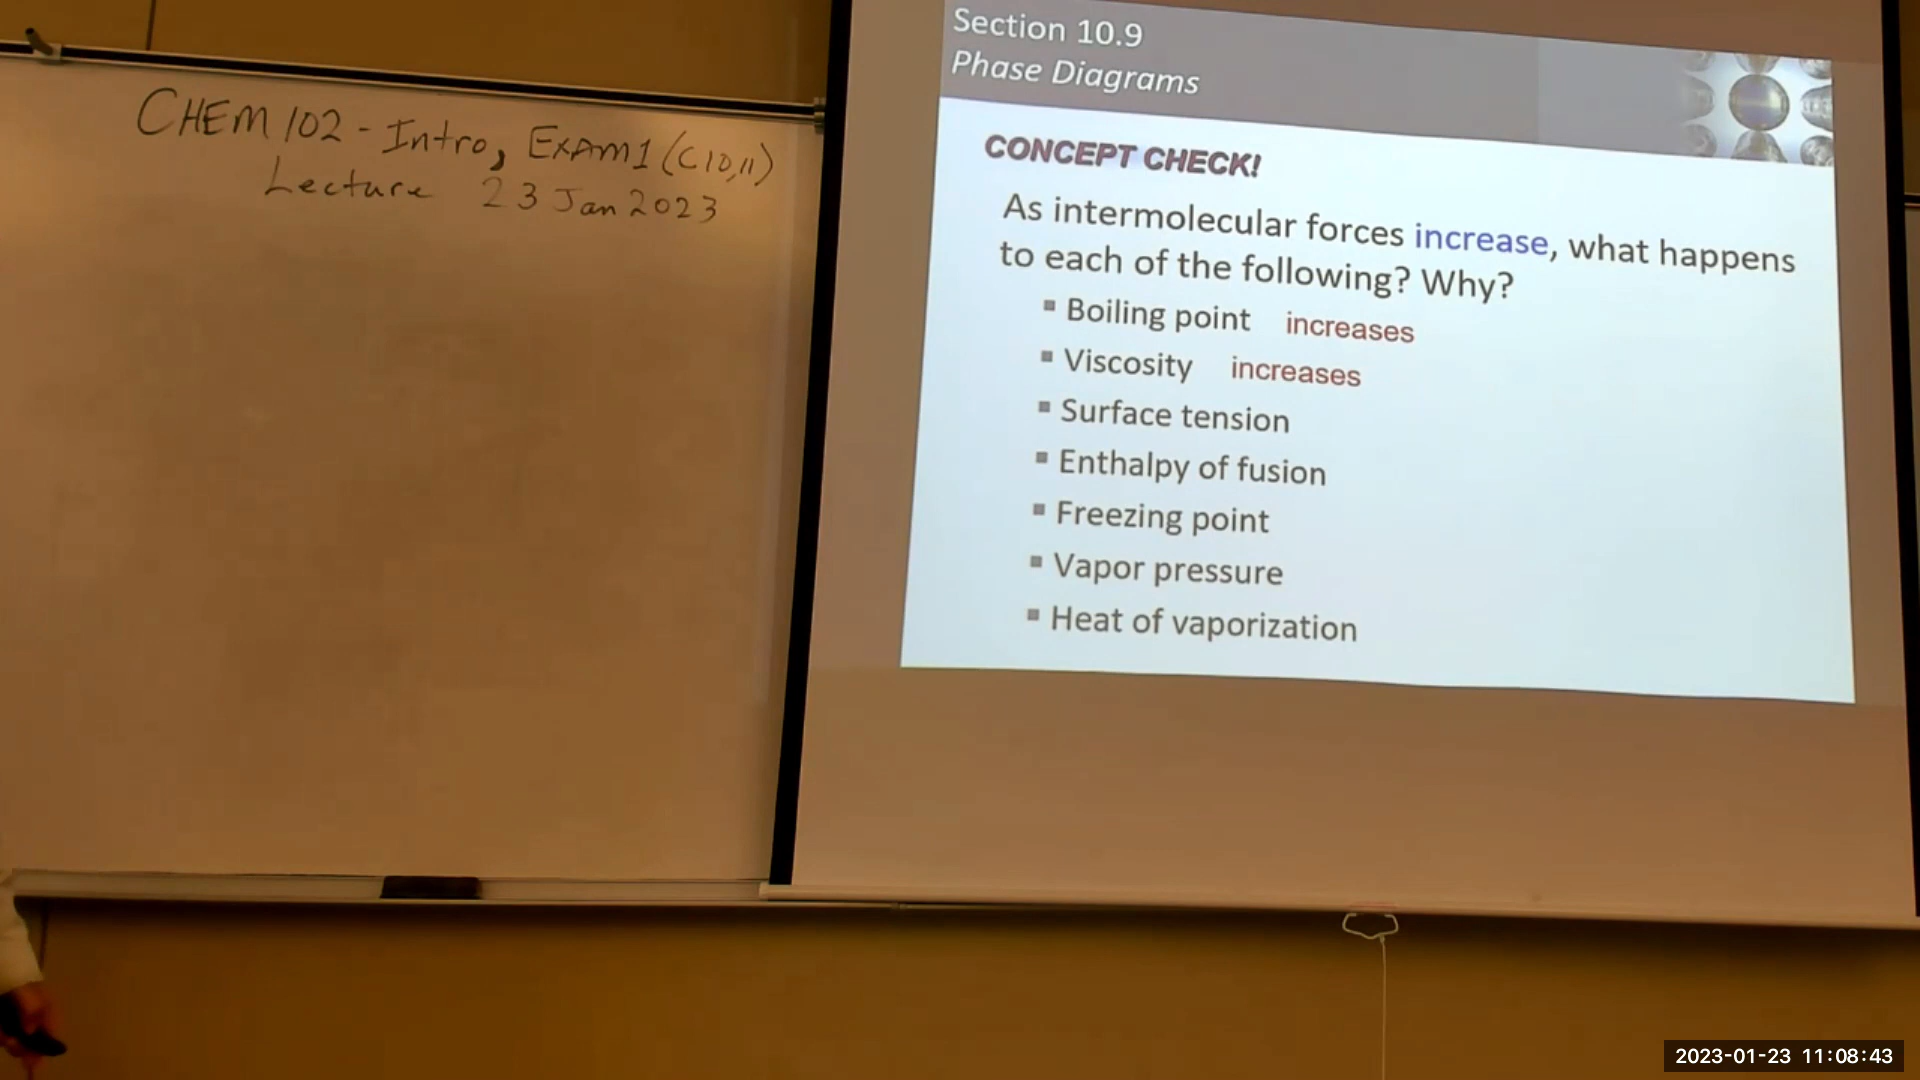 CHEM 102 - Intro, EXAM 1 (C10,11)
Lecture 23 Jan 2023
Section 10.9
Phase Diagrams
CONCEPT CHECK!
As intermolecular forces increase, what happens
to each of the following? Why?
▪ Boiling point increases
▪ Viscosity increases
▪ Surface tension
▪ Enthalpy of fusion
▪ Freezing point
▪ Vapor pressure
▪ Heat of vaporization
2023-01-23 11:08:43